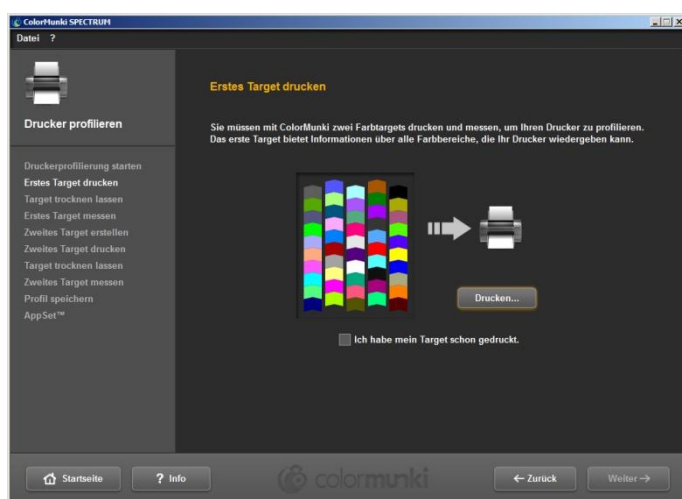 ColorMunki SPECTRUM
Datei ?
Drucker profilieren
Druckerprofilierung starten
Erstes Target drucken
Target trocknen lassen
Erstes Target messen
Zweites Target erstellen
Zweites Target drucken
Target trocknen lassen
Zweites Target messen
Profil speichern
AppSet™
Erstes Target drucken
Sie müssen mit ColorMunki zwei Farbtargets drucken und messen, um Ihren Drucker zu profilieren.
Das erste Target bietet Informationen über alle Farbbereiche, die Ihr Drucker wiedergeben kann.
Drucken...
Ich habe mein Target schon gedruckt.
Startseite
? Info
colormunki
← Zurück
Weiter →